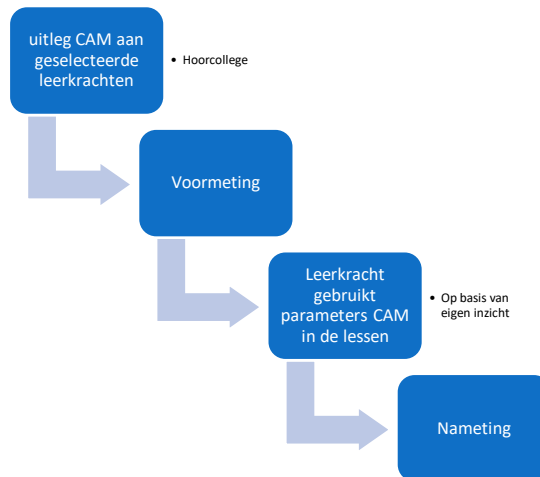 uitleg CAM aan
geselecteerde
leerkrachten
• Hoorcollege
Voormeting
Leerkracht
gebruikt
parameters CAM
in de lessen
• Op basis van
eigen inzicht
Nameting